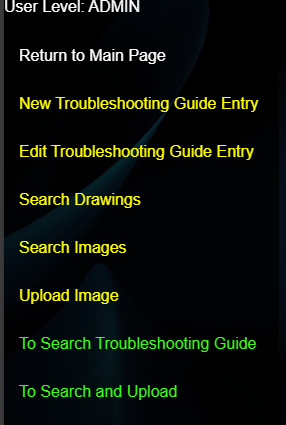 User Level: ADMIN
Return to Main Page
New Troubleshooting Guide Entry
Edit Troubleshooting Guide Entry
Search Drawings
Search Images
Upload Image
To Search Troubleshooting Guide
To Search and Upload